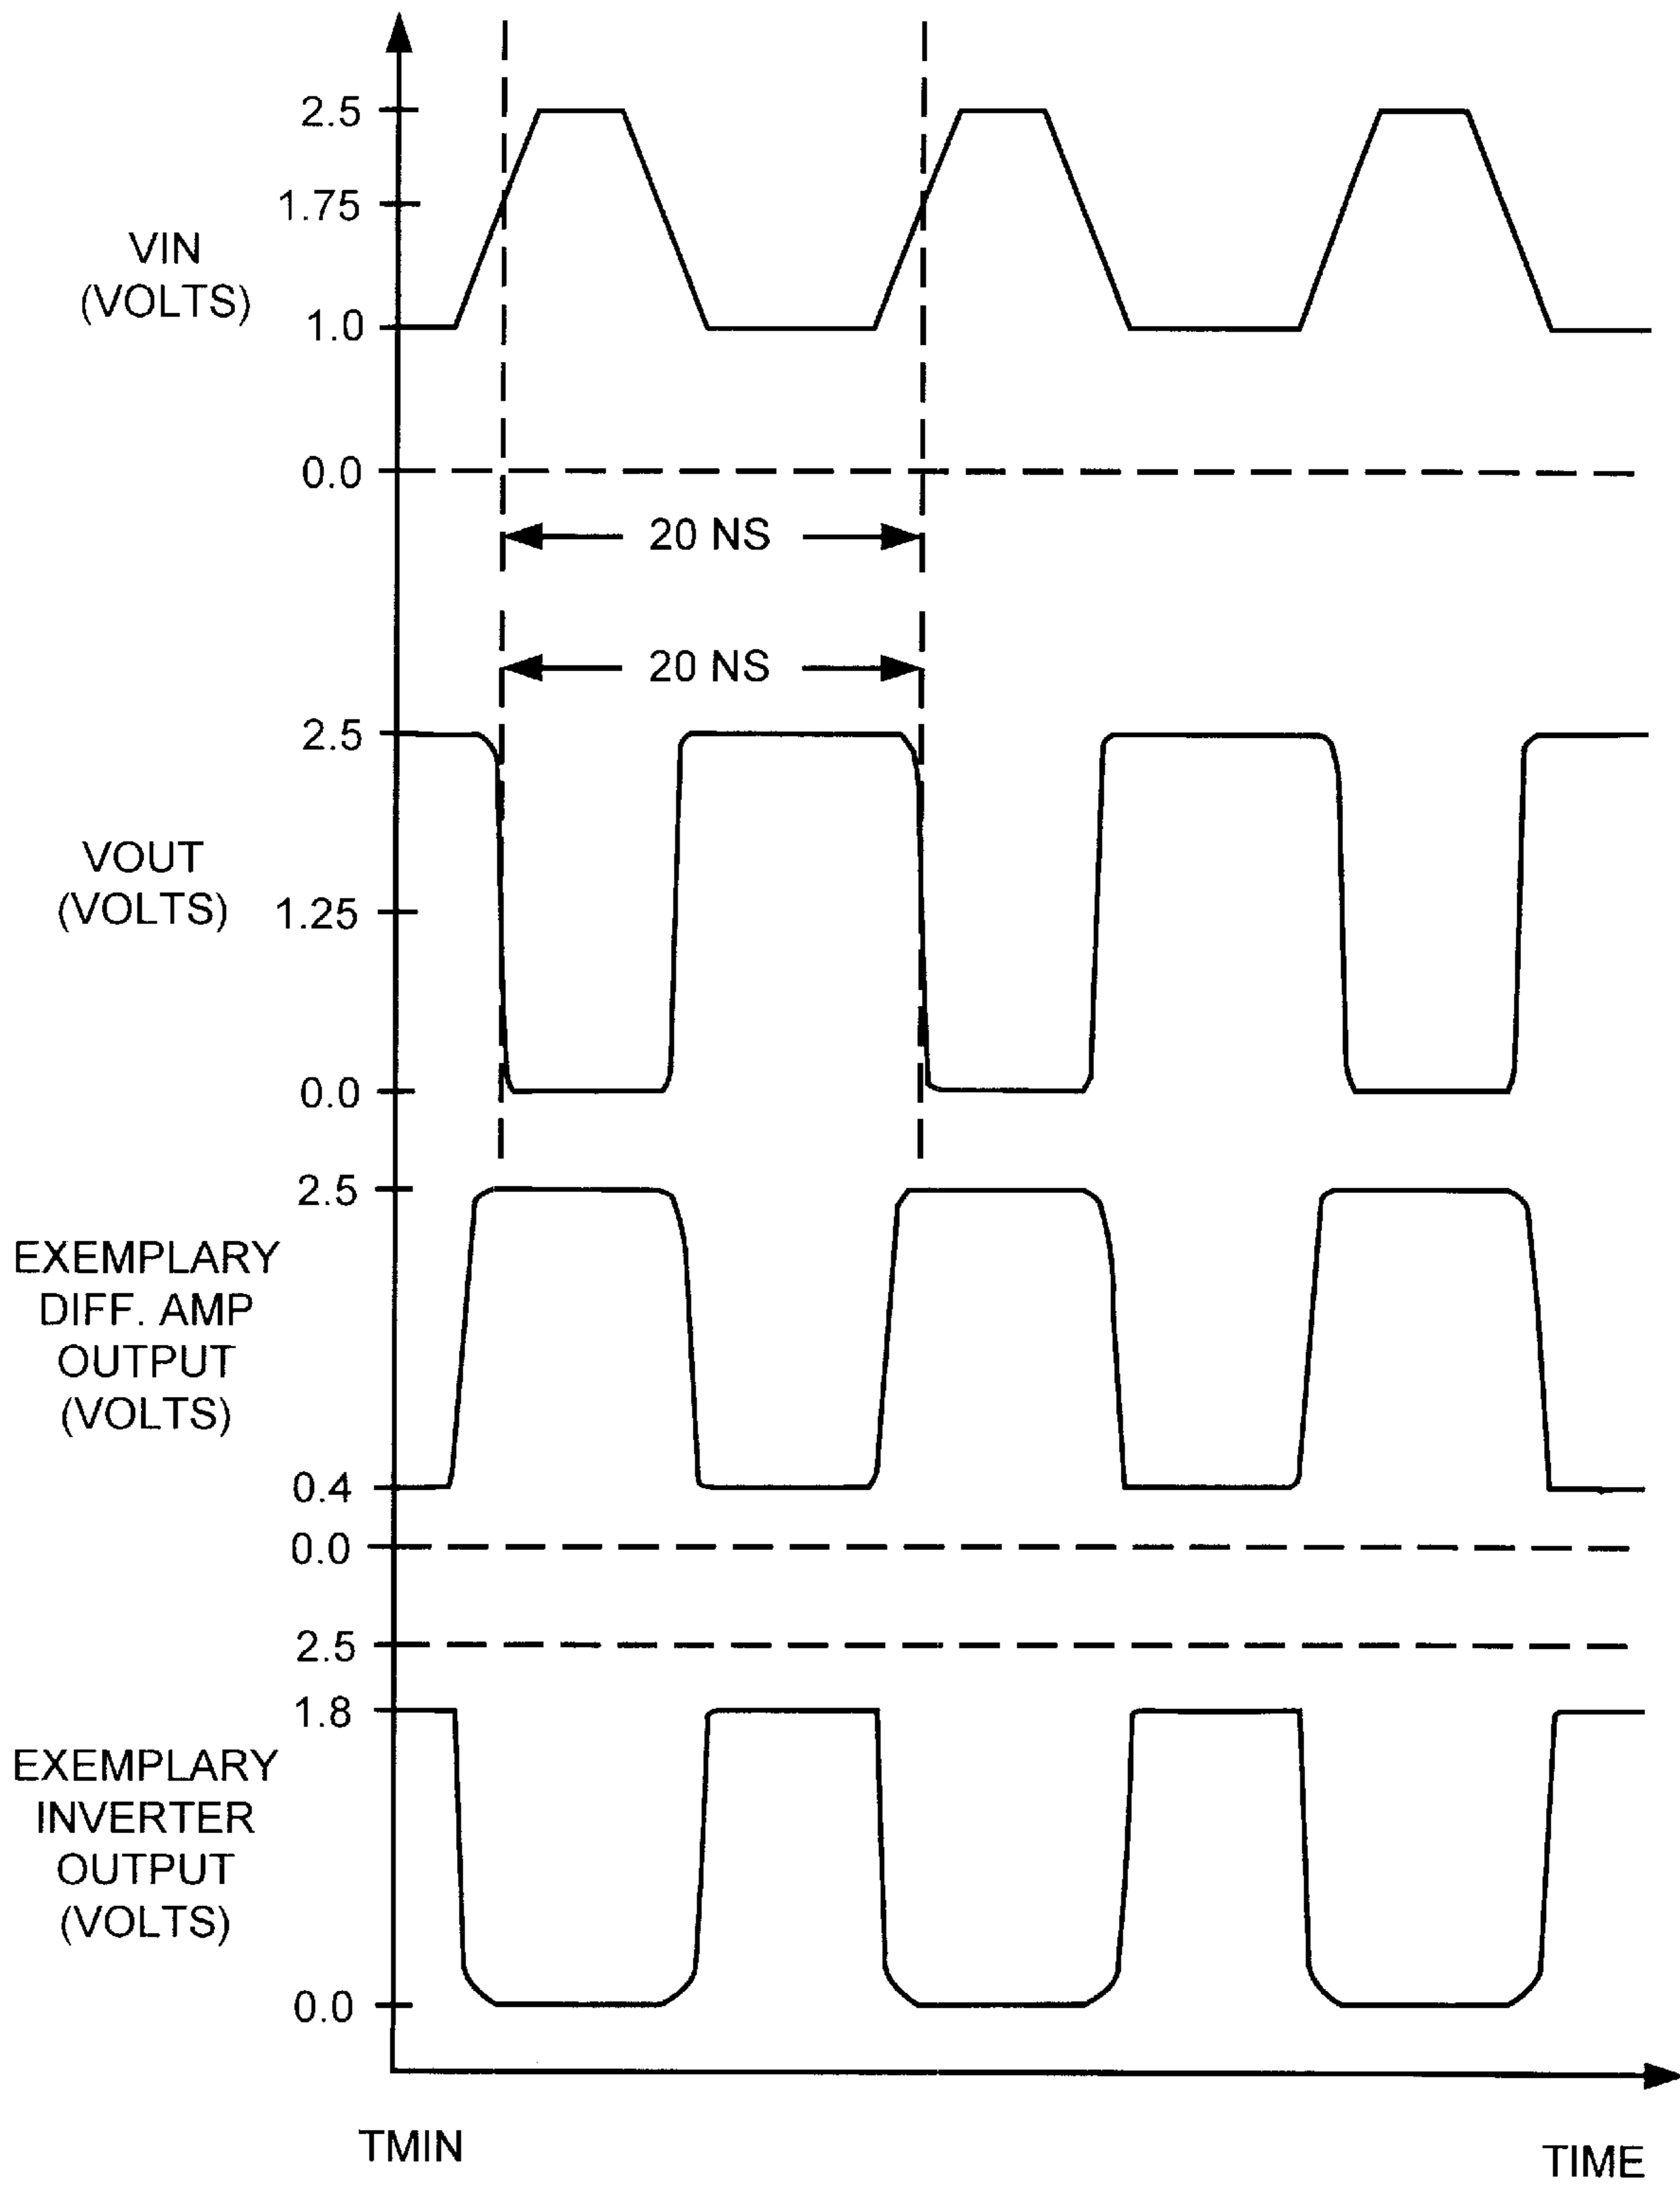 2.5
1.75
VIN
(VOLTS)
1.0
0.0
20 NS
20 NS
2.5
VOUT
(VOLTS)
1.25
0.0
2.5
EXEMPLARY
DIFF. AMP
OUTPUT
(VOLTS)
0.4
0.0
2.5
1.8
EXEMPLARY
INVERTER
OUTPUT
(VOLTS)
0.0
TMIN
TIME